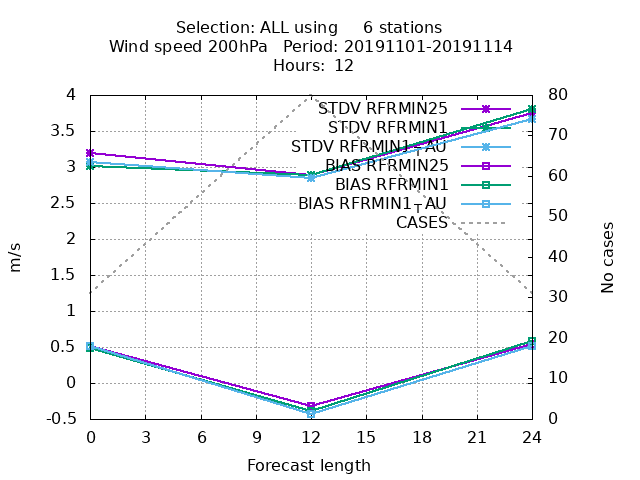 Selection: ALL using     6 stations
Wind speed 200hPa   Period: 20191101-20191114
Hours: 12
4
3.5
3
2.5
2
1.5
1
0.5
0
-0.5
m/s
STDV RFRMIN25
STDV RFRMIN1
STDV RFRMIN1_AU
BIAS RFRMIN25
BIAS RFRMIN1
BIAS RFRMIN1_AU
CASES
80
70
60
50
40
30
20
10
0
No cases
0 3 6 9 12 15 18 21 24
Forecast length